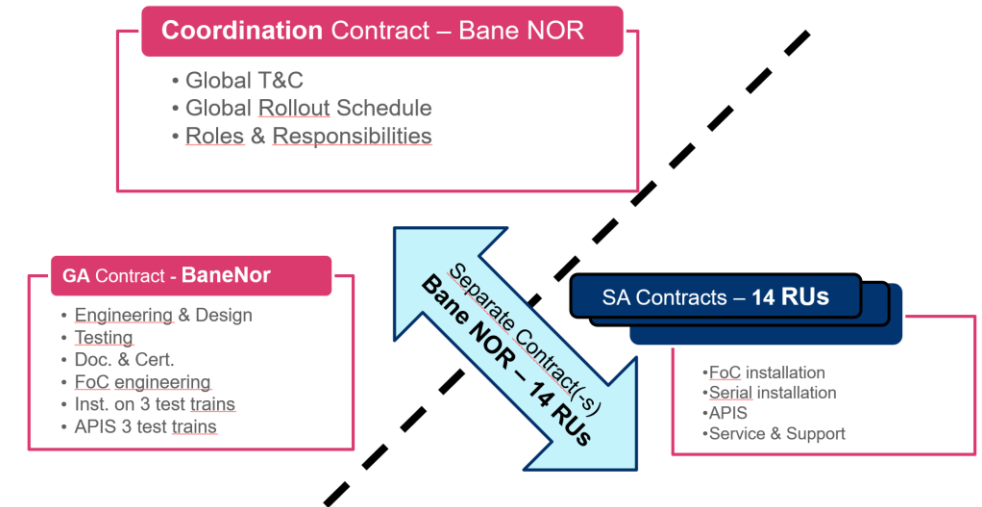 Coordination Contract – Bane NOR
• Global T&C
• Global Rollout Schedule
• Roles & Responsibilities
GA Contract - BaneNor
• Engineering & Design
• Testing
• Doc. & Cert.
• FoC engineering
• Inst. on 3 test trains
• APIS 3 test trains
Separate Contract(-s)
Bane NOR – 14 RUs
SA Contracts – 14 RUs
•FoC installation
•Serial installation
•APIS
•Service & Support